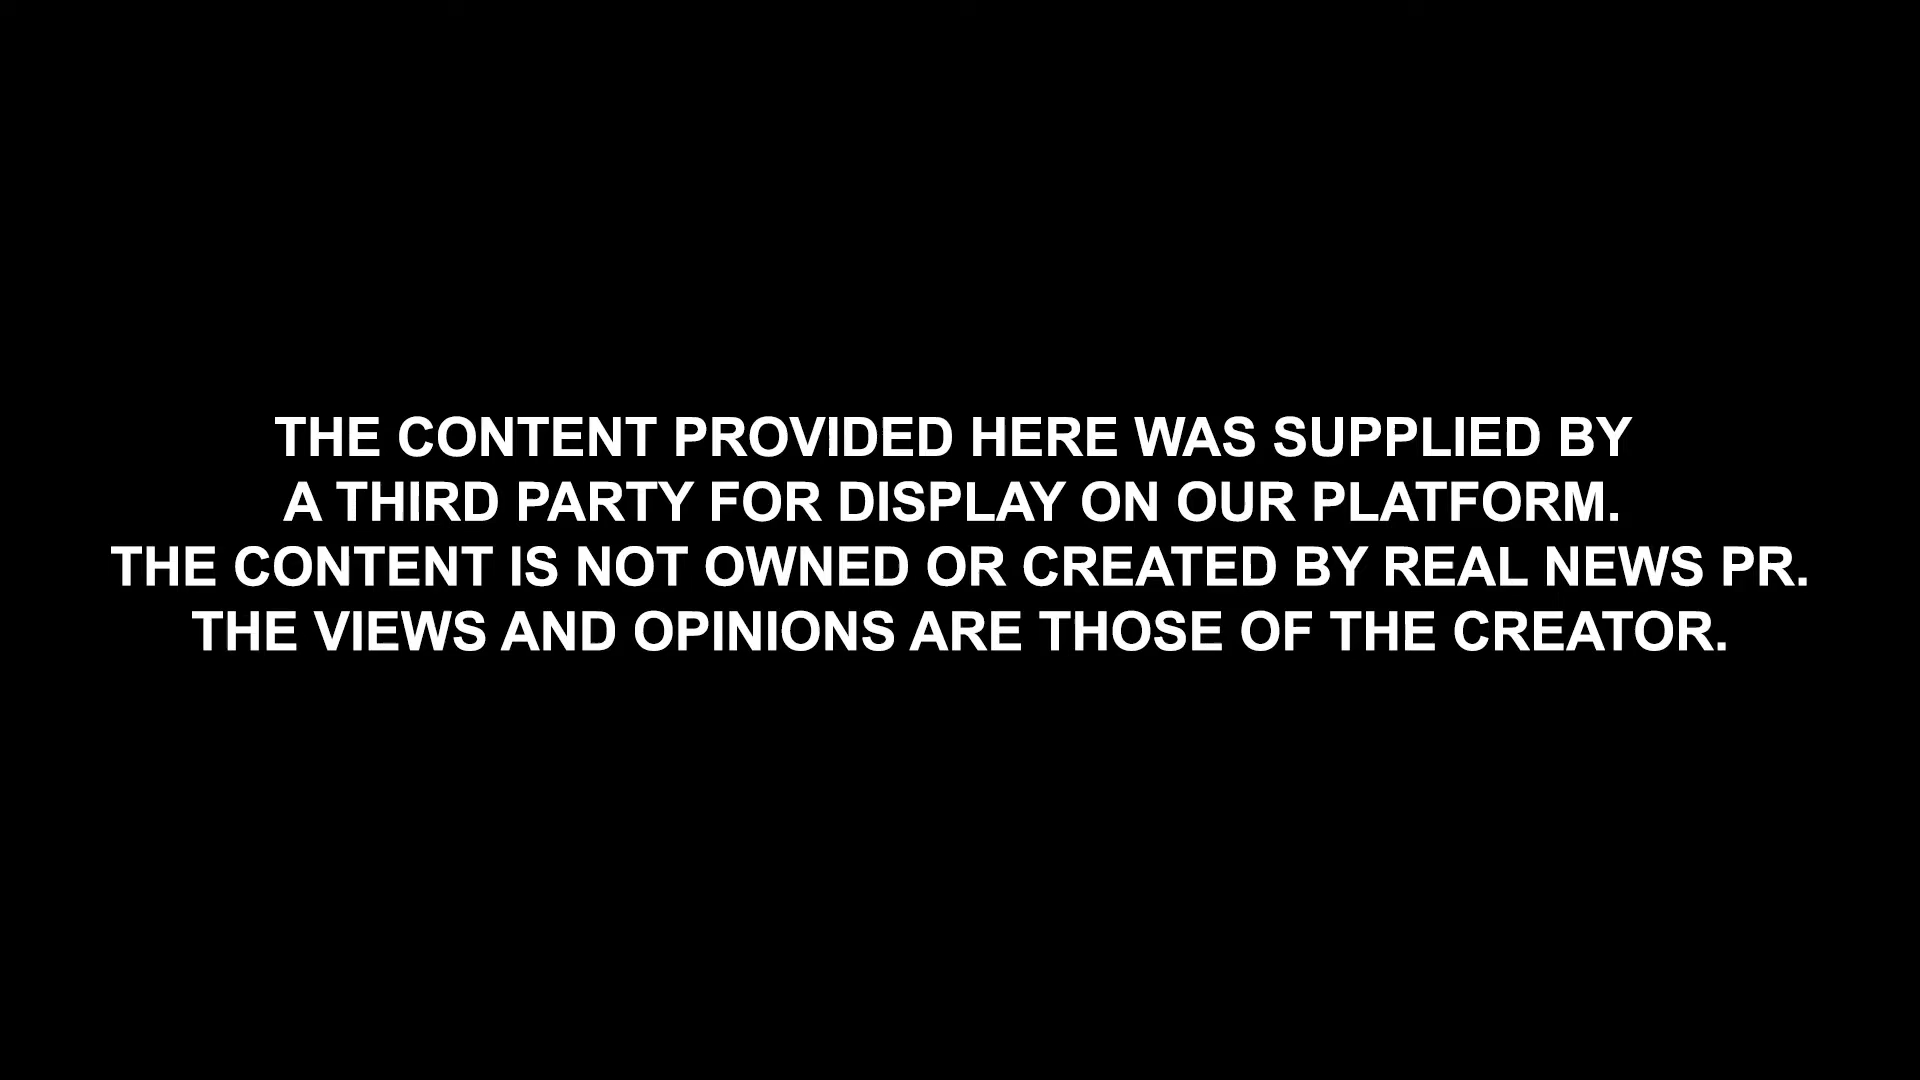 THE CONTENT PROVIDED HERE WAS SUPPLIED BY
A THIRD PARTY FOR DISPLAY ON OUR PLATFORM.
THE CONTENT IS NOT OWNED OR CREATED BY REAL NEWS PR.
THE VIEWS AND OPINIONS ARE THOSE OF THE CREATOR.